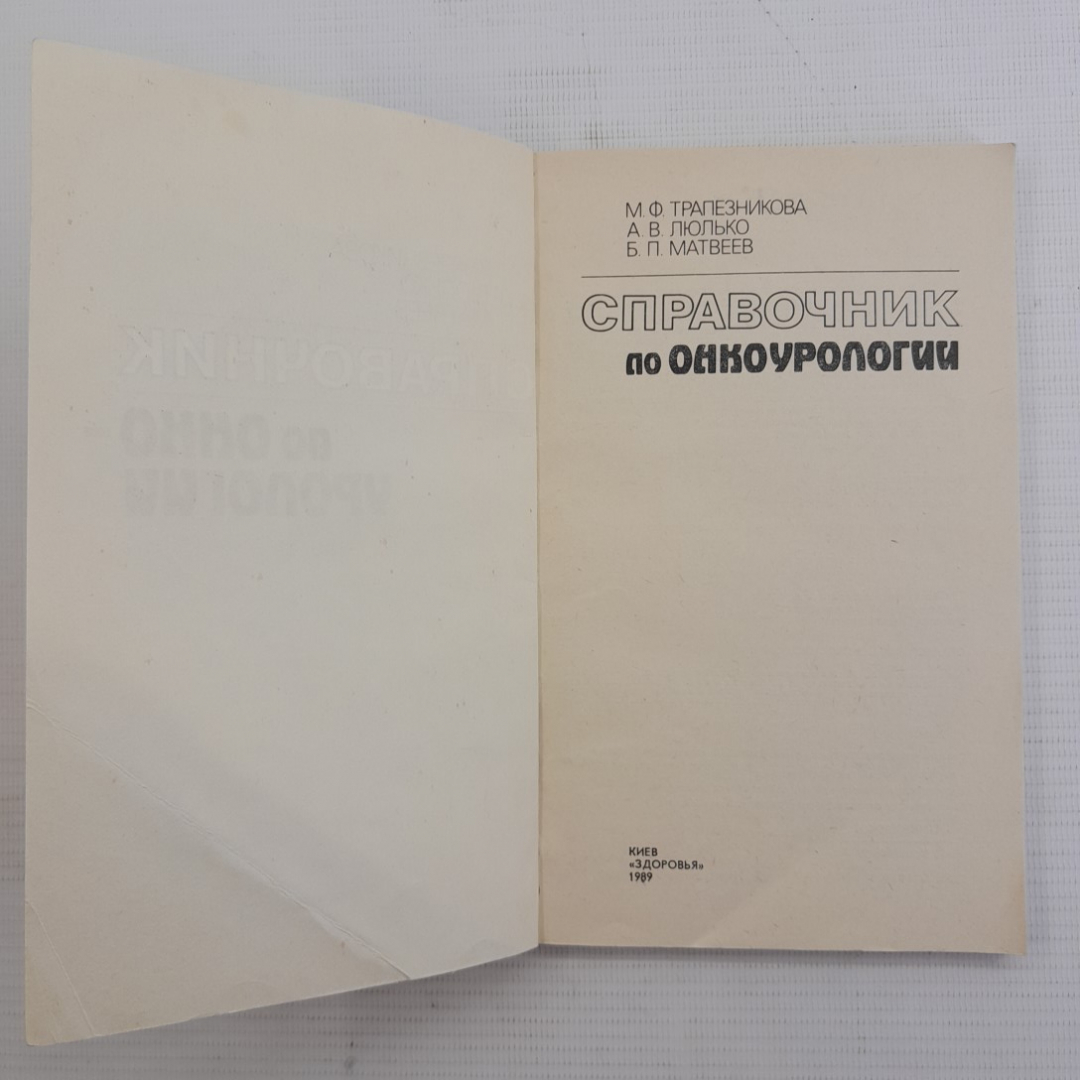 М. Ф. ТРАПЕЗНИКОВА
А. В. ЛЮЛЬКО
Б. П. МАТВЕЕВ
СПРАВОЧНИК
по ОНКОУРОЛОГИИ
КИЕВ
«ЗДОРОВЬЯ»
1989